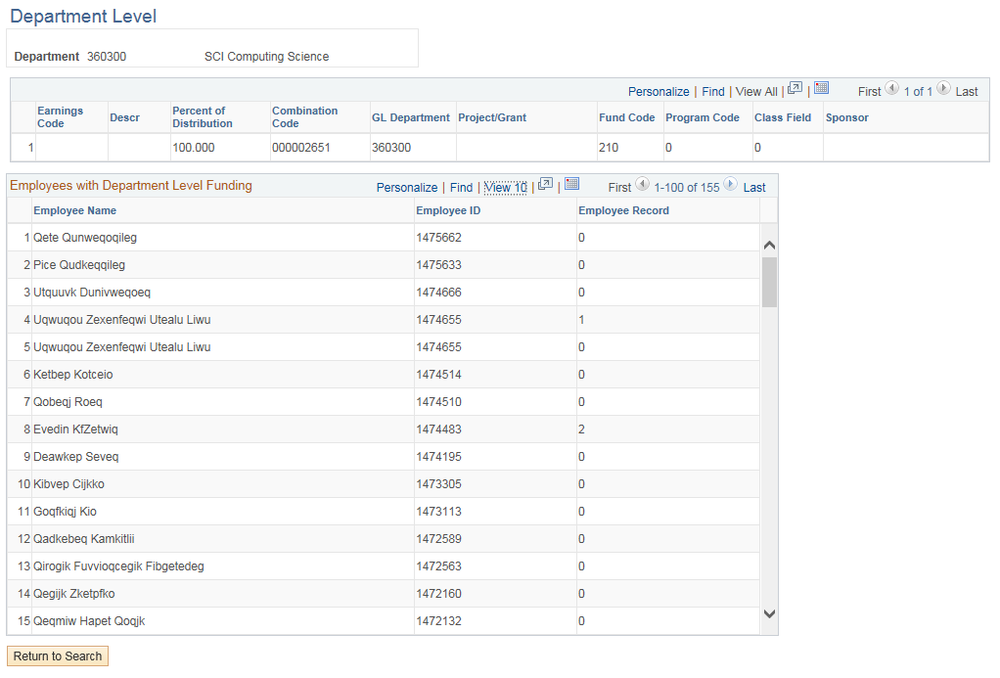 Department Level
Department 360300 SCI Computing Science
Personalize | Find | View All | | First 1 of 1 Last
Earnings Code Descr Percent of Distribution Combination Code GL Department Project/Grant Fund Code Program Code Class Field Sponsor
1 100.000 000002651 360300 210 0 0
Employees with Department Level Funding Personalize | Find | View 10 | | First 1-100 of 155 Last
Employee Name Employee ID Employee Record
1 Qete Qunweqoqileg 1475662 0
2 Pice Qudkeqqileg 1475633 0
3 Utquuvk Dunivweqoeq 1474666 0
4 Uqwuqou Zexenfeqwi Utealu Liwu 1474655 1
5 Uqwuqou Zexenfeqwi Utealu Liwu 1474655 0
6 Ketbep Kotceio 1474514 0
7 Qobeqj Roeq 1474510 0
8 Evedin KfZetwiq 1474483 2
9 Deawkep Seveq 1474195 0
10 Kibvep Cijkko 1473305 0
11 Goqfkiqj Kio 1473113 0
12 Qadkebeq Kamkitlii 1472589 0
13 Qirogik Fuvvioqcegik Fibgetedeg 1472563 0
14 Qegijk Zketpfko 1472160 0
15 Qeqmiw Hapet Qoqjk 1472132 0
Return to Search